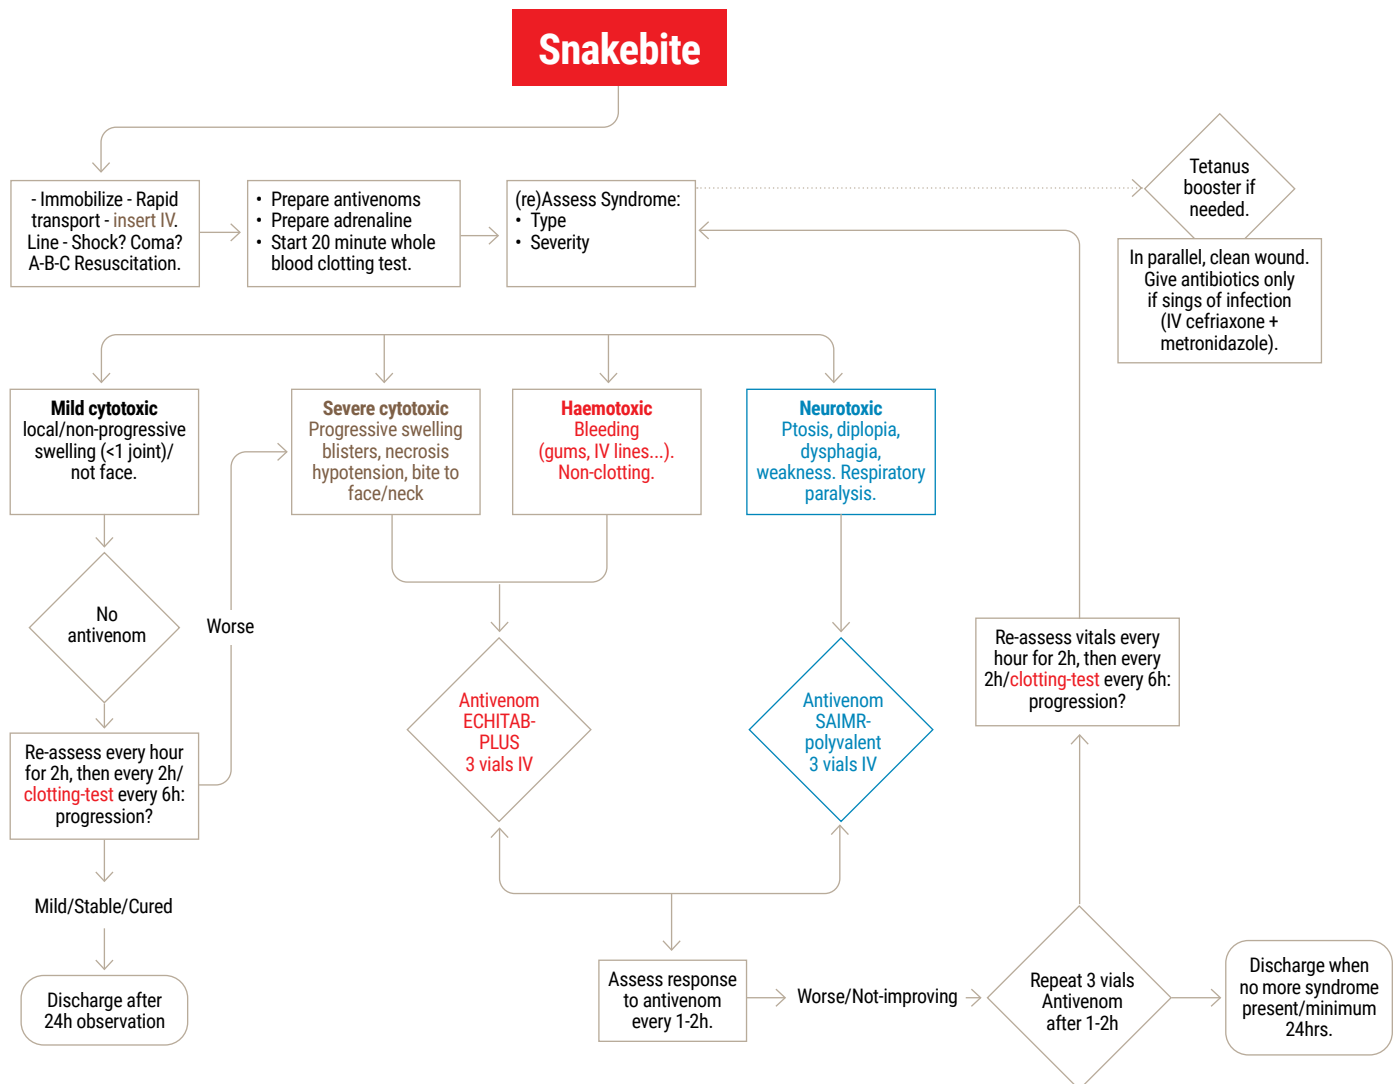 Snakebite
- Immobilize - Rapid
transport - insert IV.
Line - Shock? Coma?
A-B-C Resuscitation.
• Prepare antivenoms
• Prepare adrenaline
• Start 20 minute whole
blood clotting test.
(re)Assess Syndrome:
• Type
• Severity
Tetanus
booster if
needed.
In parallel, clean wound.
Give antibiotics only
if sings of infection
(IV cefriaxone +
metronidazole).
Mild cytotoxic
local/non-progressive
swelling (<1 joint)/
not face.
Severe cytotoxic
Progressive swelling
blisters, necrosis
hypotension, bite to
face/neck
Haemotoxic
Bleeding
(gums, IV lines...).
Non-clotting.
Neurotoxic
Ptosis, diplopia,
dysphagia,
weakness. Respiratory
paralysis.
No
antivenom
Worse
Antivenom
ECHITAB-
PLUS
3 vials IV
Antivenom
SAIMR-
polyvalent
3 vials IV
Re-assess vitals every
hour for 2h, then every
2h/clotting-test every 6h:
progression?
Re-assess every hour
for 2h, then every 2h/
clotting-test every 6h:
progression?
Mild/Stable/Cured
Discharge after
24h observation
Assess response
to antivenom
every 1-2h.
Worse/Not-improving
Repeat 3 vials
Antivenom
after 1-2h
Discharge when
no more syndrome
present/minimum
24hrs.